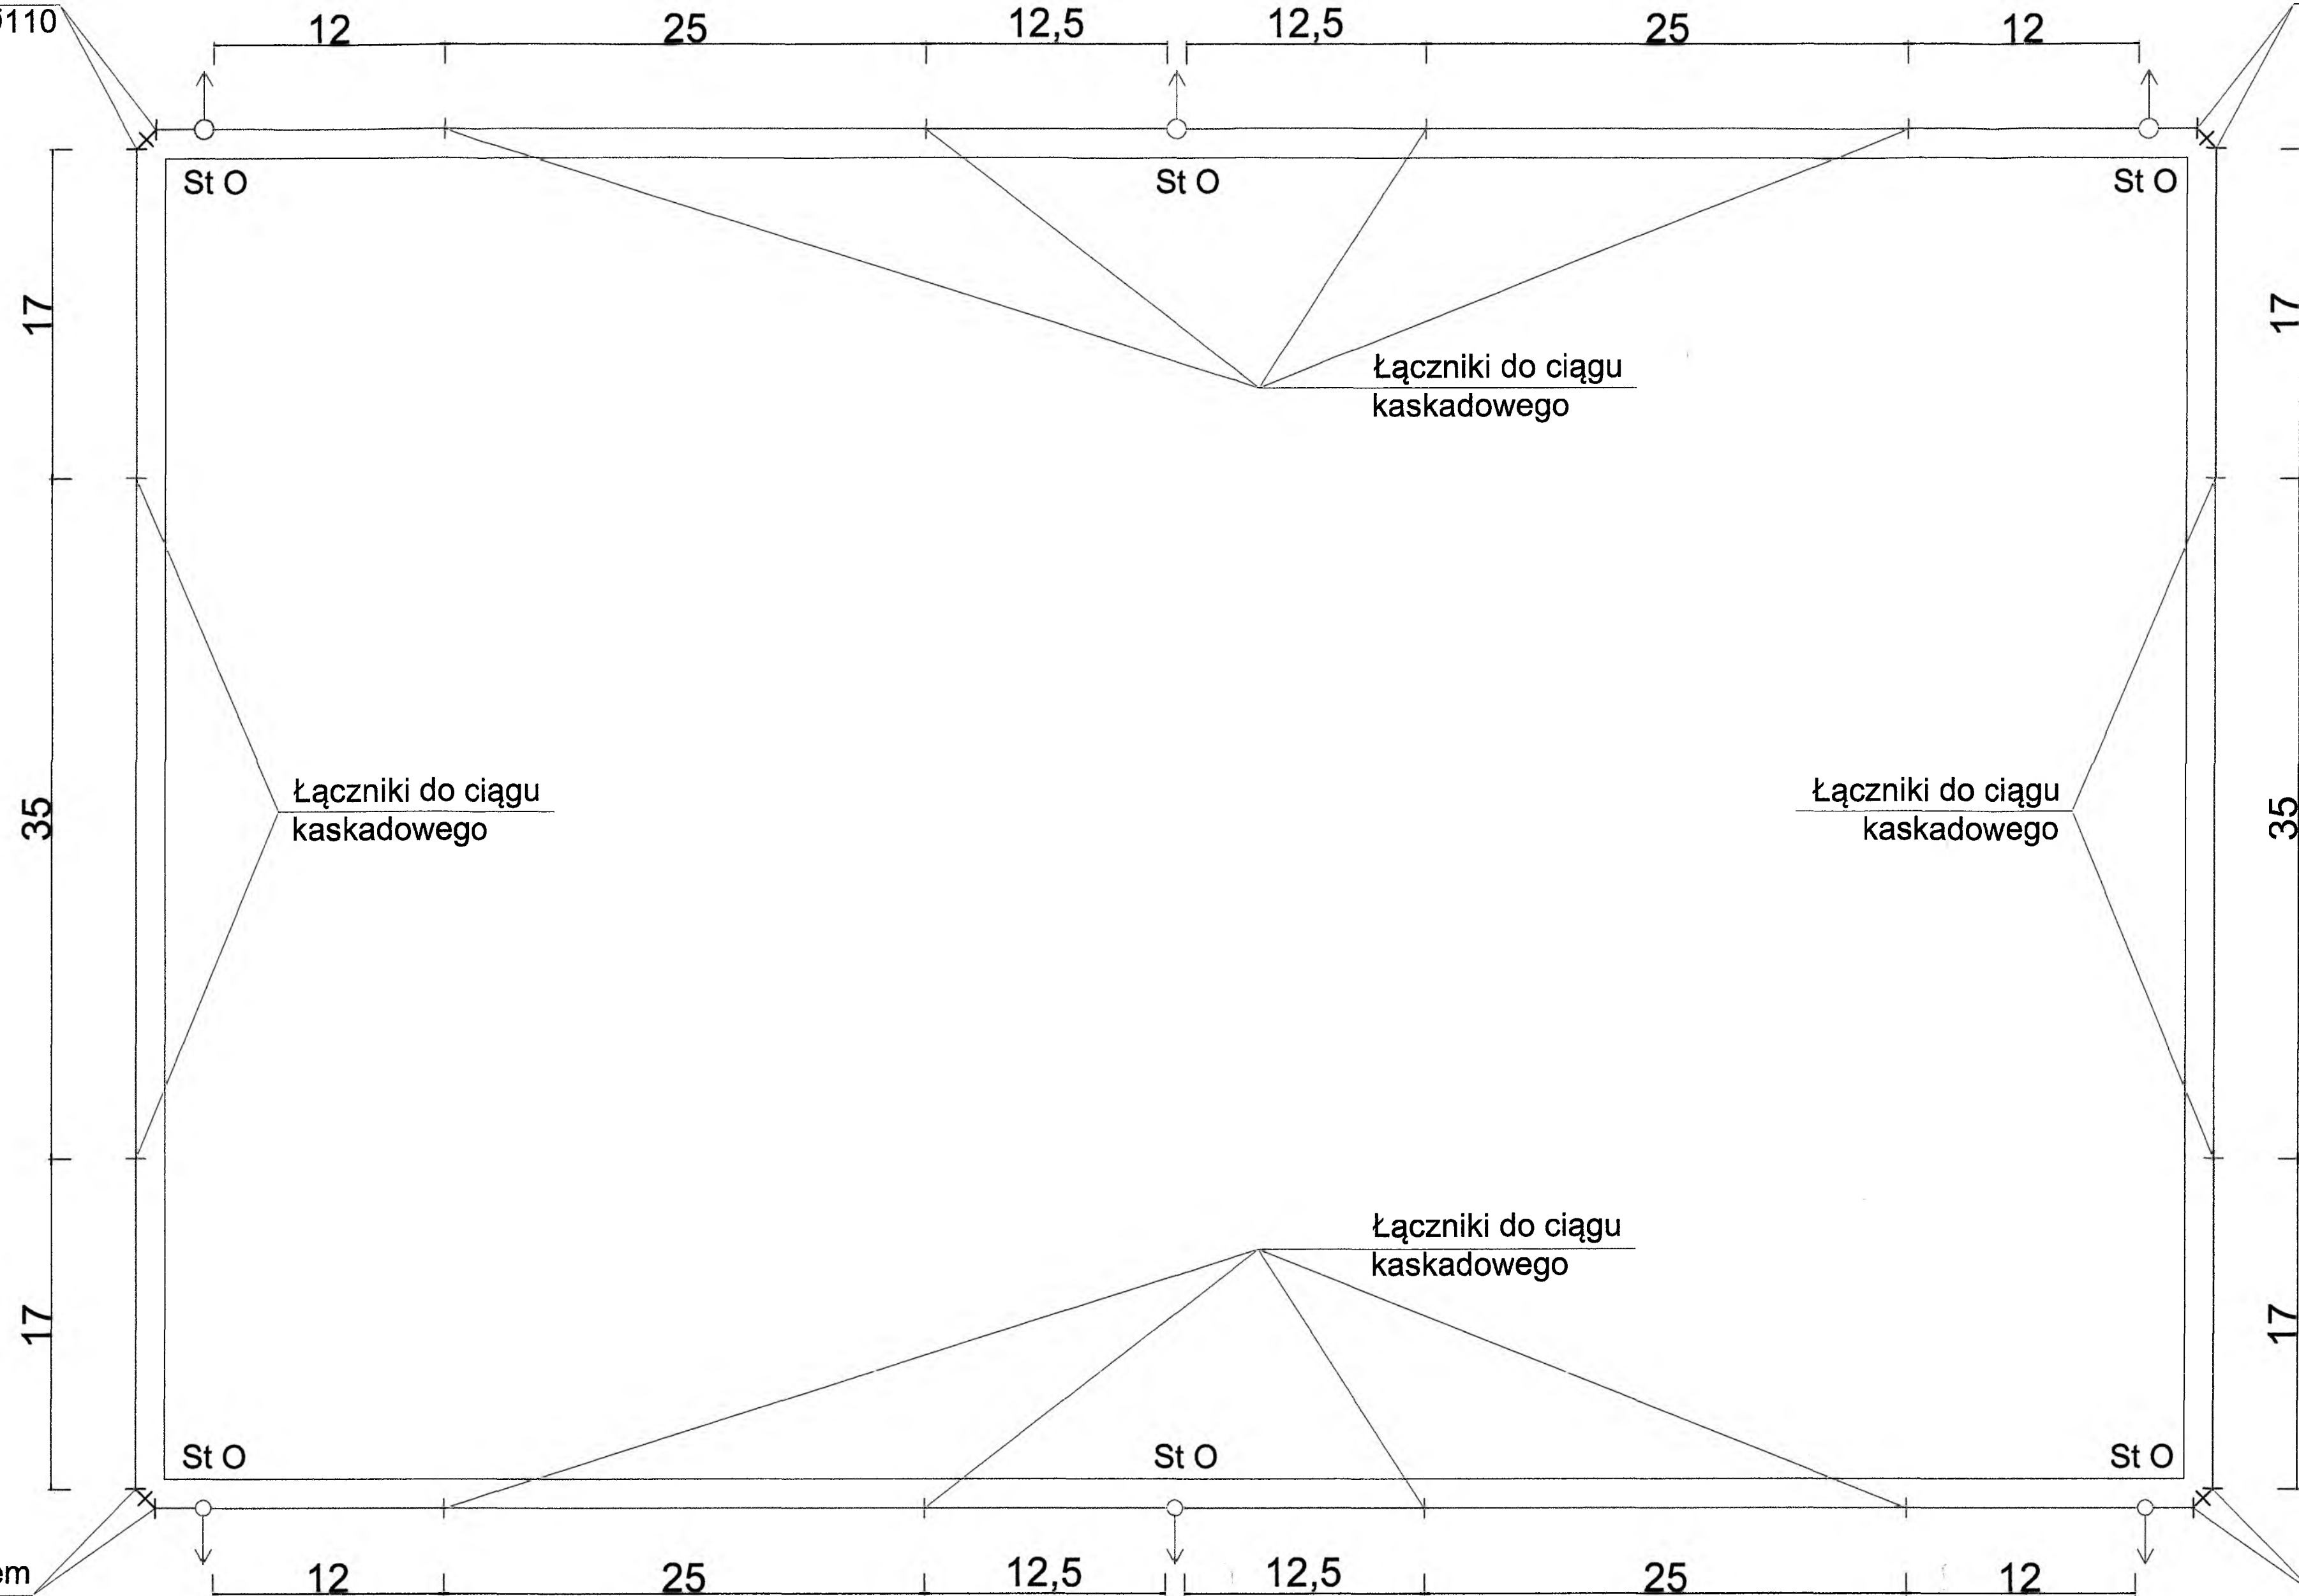 110
12 25 12,5 12,5 25 12
St O St O St O
17 17
Łączniki do ciągu
kaskadowego
35 35
Łączniki do ciągu Łączniki do ciągu
kaskadowego kaskadowego
Łączniki do ciągu
kaskadowego
17 17
St O St O St O
12 25 12,5 12,5 25 12